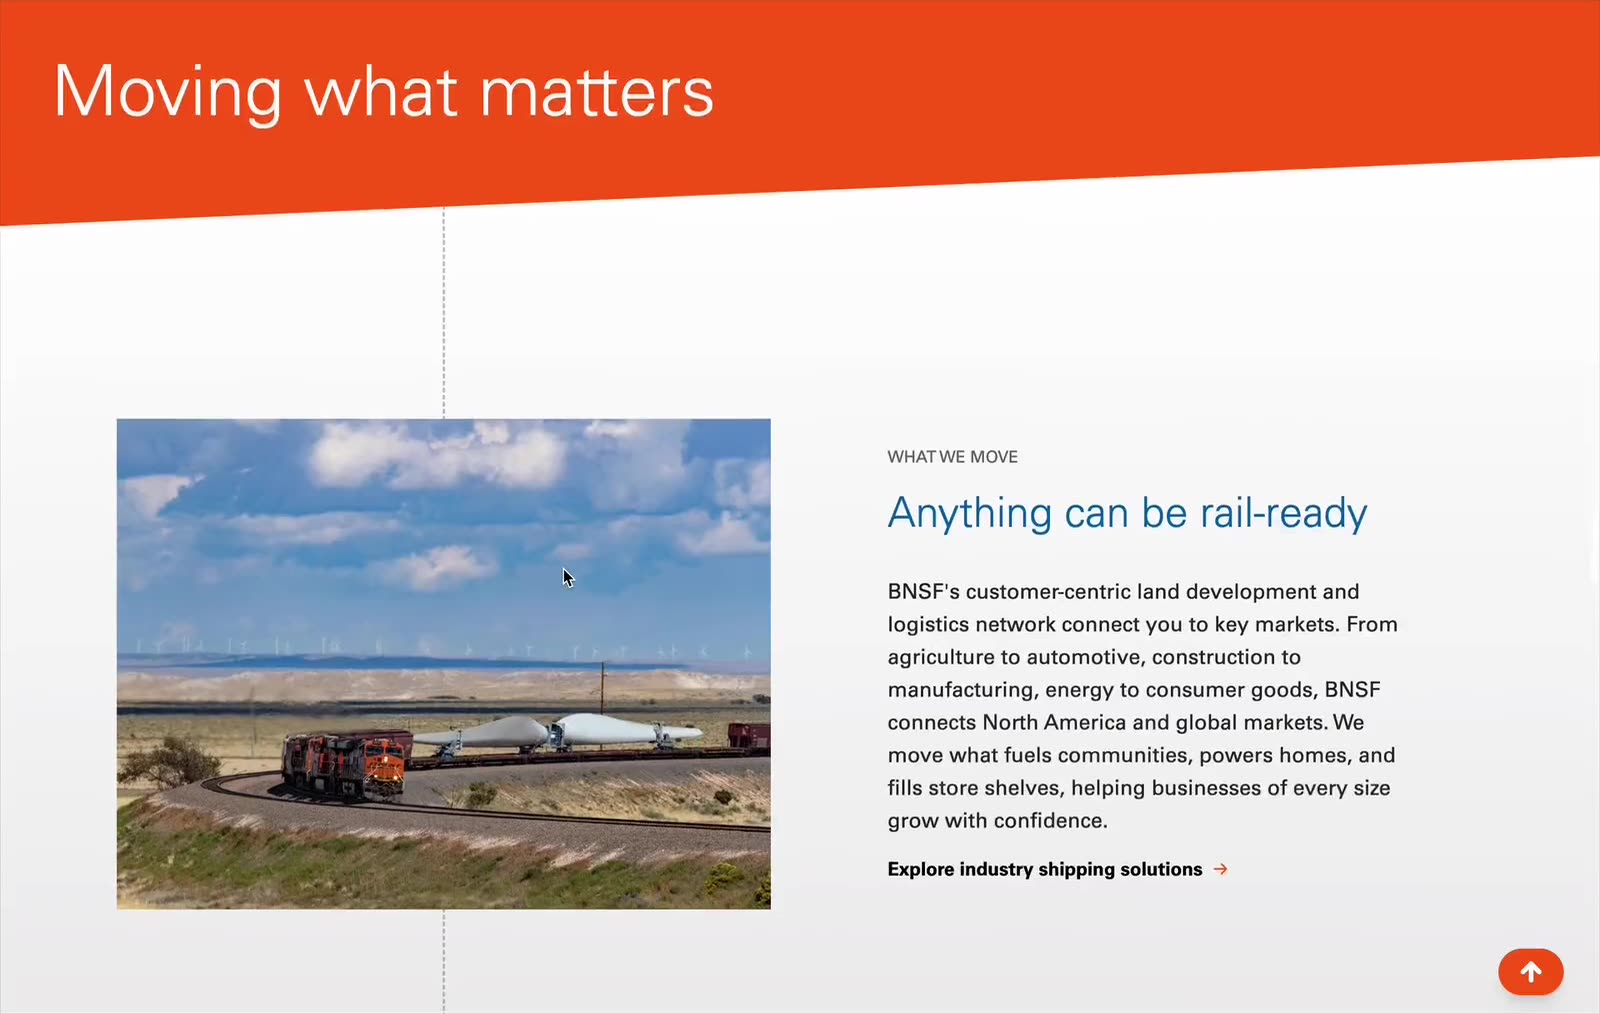 Moving what matters
WHAT WE MOVE
Anything can be rail-ready
BNSF's customer-centric land development and
logistics network connect you to key markets. From
agriculture to automotive, construction to
manufacturing, energy to consumer goods, BNSF
connects North America and global markets. We
move what fuels communities, powers homes, and
fills store shelves, helping businesses of every size
grow with confidence.
Explore industry shipping solutions →